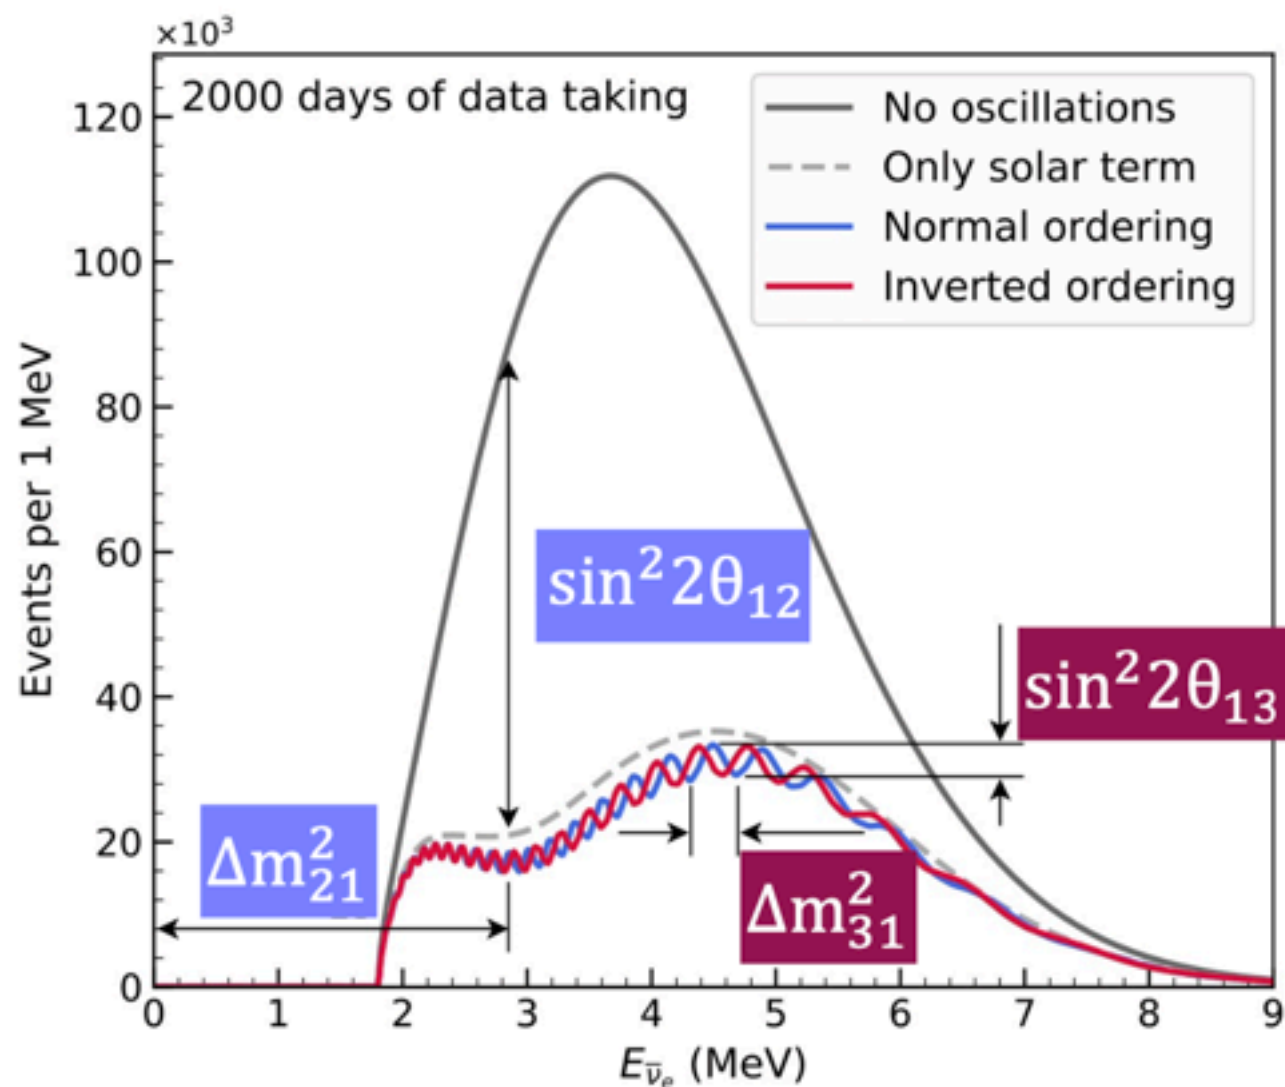 ×10³
2000 days of data taking
No oscillations
Only solar term
Normal ordering
Inverted ordering
Events per 1 MeV
120
100
80
60
40
20
0
sin²2θ₁₂
sin²2θ₁₃
Δm²₂₁
Δm²₃₁
0 1 2 3 4 5 6 7 8 9
E_ν̅ₑ (MeV)